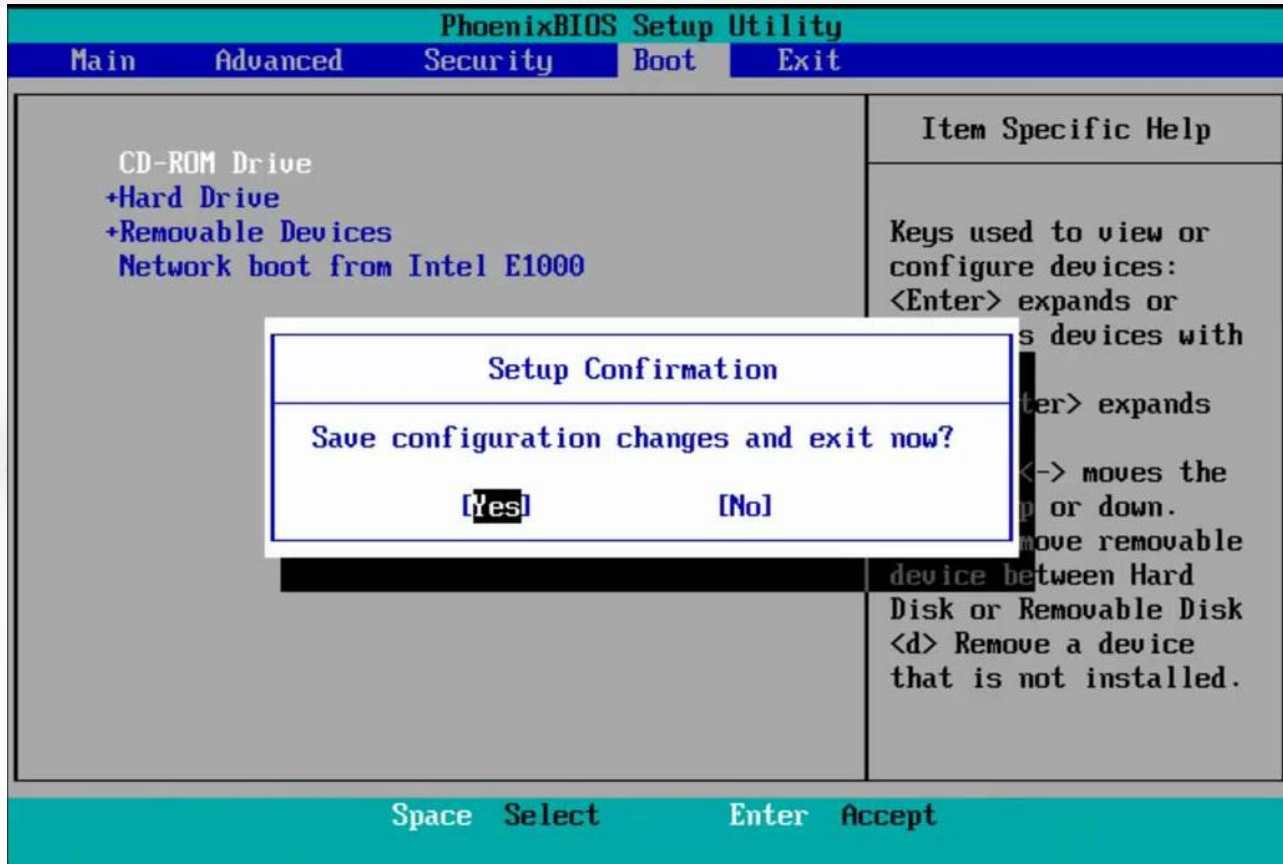 PhoenixBIOS Setup Utility
Main Advanced Security Boot Exit
CD-ROM Drive
+Hard Drive
+Removable Devices
Network boot from Intel E1000
Item Specific Help
Keys used to view or
configure devices:
<Enter> expands or
s devices with
ter> expands
<-> moves the
p or down.
move removable
device between Hard
Disk or Removable Disk
<d> Remove a device
that is not installed.
Setup Confirmation
Save configuration changes and exit now?
[Yes] [No]
Space Select Enter Accept